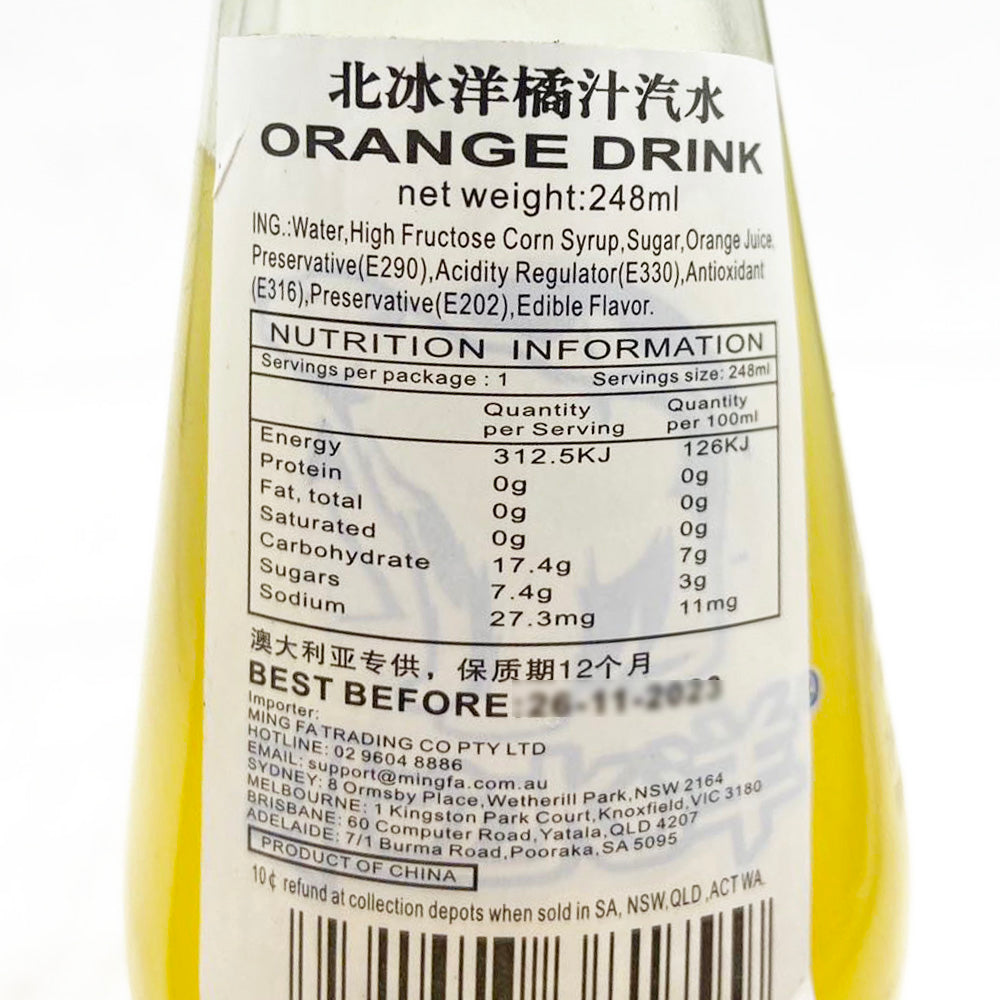 北冰洋橘汁汽水
ORANGE DRINK
net weight:248ml
ING.:Water,High Fructose Corn Syrup,Sugar,Orange Juice,
Preservative(E290),Acidity Regulator(E330),Antioxidant
(E316),Preservative(E202),Edible Flavor.
NUTRITION INFORMATION
Servings per package : 1 Servings size: 248ml
Quantity per Serving Quantity per 100ml
Energy 312.5KJ 126KJ
Protein 0g 0g
Fat, total 0g 0g
Saturated 0g 0g
Carbohydrate 17.4g 7g
Sugars 7.4g 3g
Sodium 27.3mg 11mg
澳大利亚专供，保质期12个月
BEST BEFORE:26-11-2023
Importer:
MING FA TRADING CO PTY LTD
HOTLINE: 02 9604 8886
EMAIL: support@mingfa.com.au
SYDNEY: 8 Ormsby Place,Wetherill Park,NSW 2164
MELBOURNE: 1 Kingston Park Court,Knoxfield,VIC 3180
BRISBANE: 60 Computer Road,Yatala,QLD 4207
ADELAIDE: 7/1 Burma Road,Pooraka,SA 5095
PRODUCT OF CHINA
10¢ refund at collection depots when sold in SA, NSW,QLD ,ACT WA.